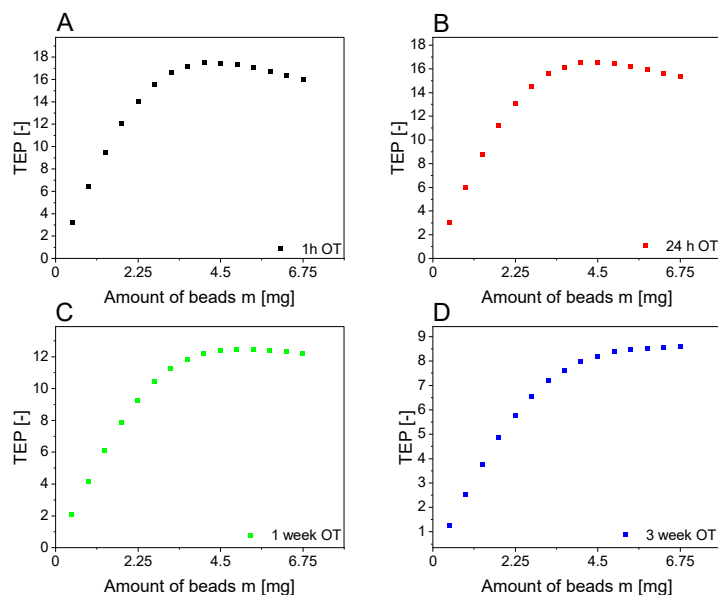 A
18
16
14
12
10
8
6
4
2
0
TEP [-]
1h OT
0 2.25 4.5 6.75
Amount of beads m [mg]
B
18
16
14
12
10
8
6
4
2
0
TEP [-]
24 h OT
0 2.25 4.5 6.75
Amount of beads m [mg]
C
12
10
8
6
4
2
0
TEP [-]
1 week OT
0 2.25 4.5 6.75
Amount of beads m [mg]
D
9
8
7
6
5
4
3
2
1
TEP [-]
3 week OT
0 2.25 4.5 6.75
Amount of beads m [mg]